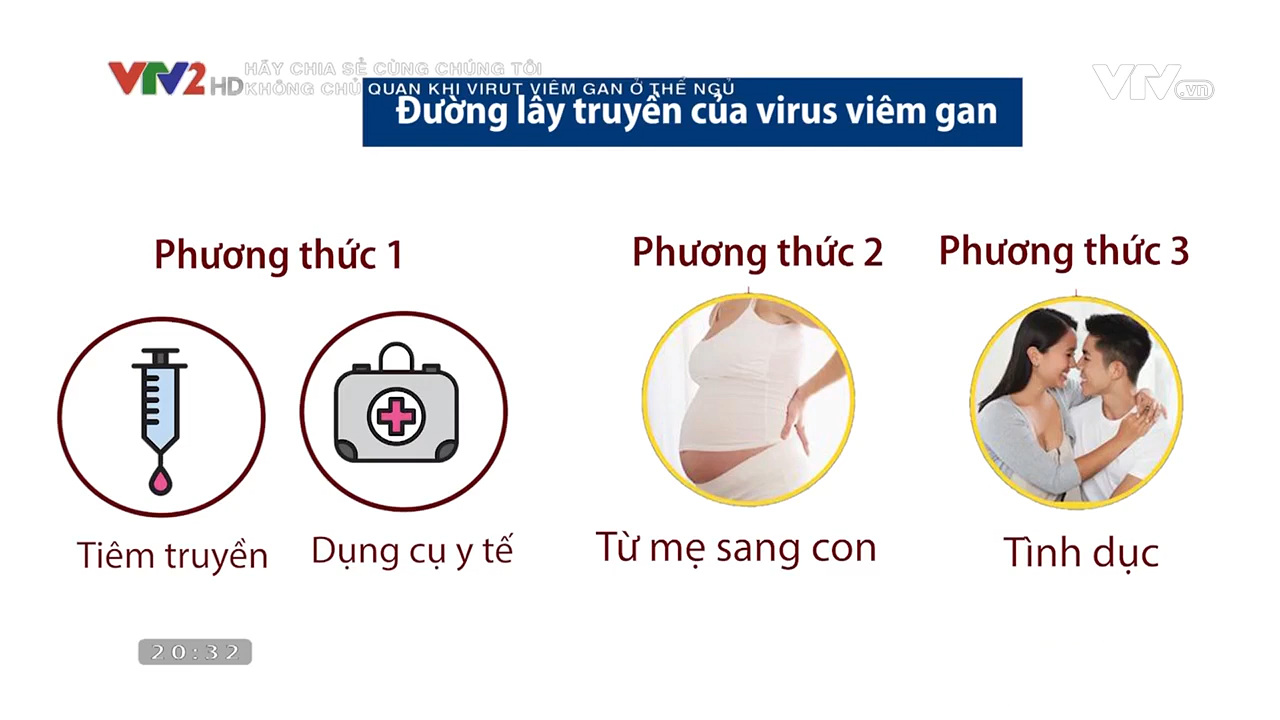 VTV2 HD
HÃY CHIA SẺ CÙNG CHÚNG TÔI
KHÔNG CHỦ QUAN KHI VIRUT VIÊM GAN Ở THỂ NGỦ
VTV.vn
Đường lây truyền của virus viêm gan
Phương thức 1
Phương thức 2
Phương thức 3
Tiêm truyền
Dụng cụ y tế
Từ mẹ sang con
Tình dục
20:32